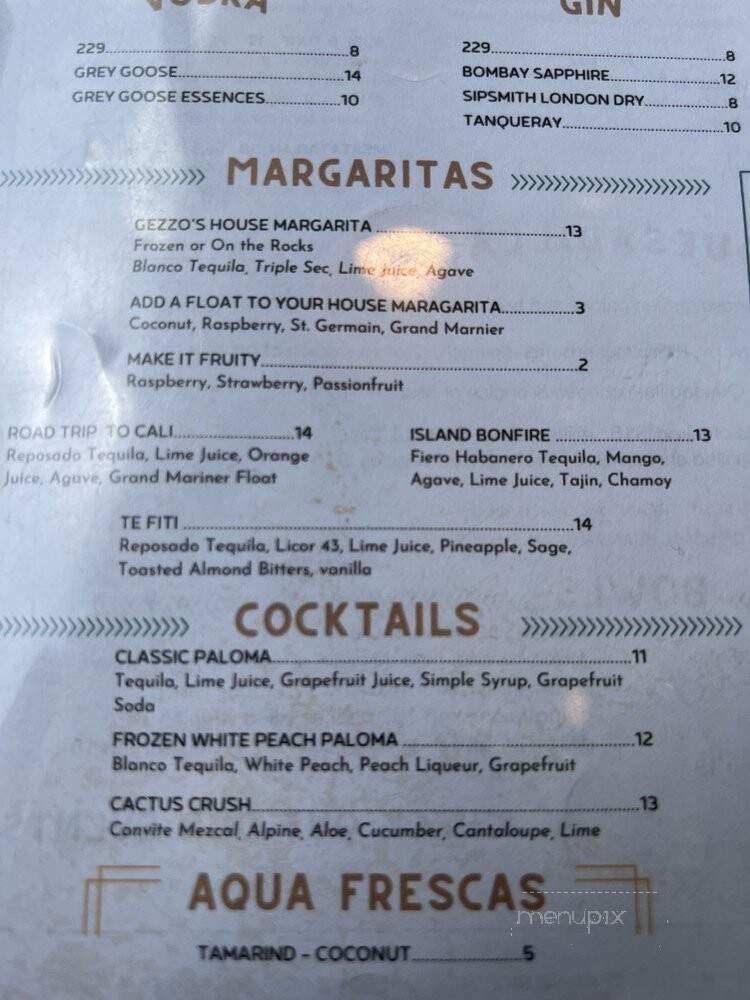 VODKA
229 8
GREY GOOSE 14
GREY GOOSE ESSENCES 10
GIN
229 8
BOMBAY SAPPHIRE 12
SIPSMITH LONDON DRY 8
TANQUERAY 10
MARGARITAS
GEZZO'S HOUSE MARGARITA 13
Frozen or On the Rocks
Blanco Tequila, Triple Sec, Lime Juice, Agave
ADD A FLOAT TO YOUR HOUSE MARAGARITA 3
Coconut, Raspberry, St. Germain, Grand Marnier
MAKE IT FRUITY 2
Raspberry, Strawberry, Passionfruit
ROAD TRIP TO CALI 14
Reposado Tequila, Lime Juice, Orange
Juice, Agave, Grand Mariner Float
ISLAND BONFIRE 13
Fiero Habanero Tequila, Mango,
Agave, Lime Juice, Tajin, Chamoy
TE FITI 14
Reposado Tequila, Licor 43, Lime Juice, Pineapple, Sage,
Toasted Almond Bitters, vanilla
COCKTAILS
CLASSIC PALOMA 11
Tequila, Lime Juice, Grapefruit Juice, Simple Syrup, Grapefruit
Soda
FROZEN WHITE PEACH PALOMA 12
Blanco Tequila, White Peach, Peach Liqueur, Grapefruit
CACTUS CRUSH 13
Convite Mezcal, Alpine, Aloe, Cucumber, Cantaloupe, Lime
AQUA FRESCAS
menupix
TAMARIND - COCONUT 5